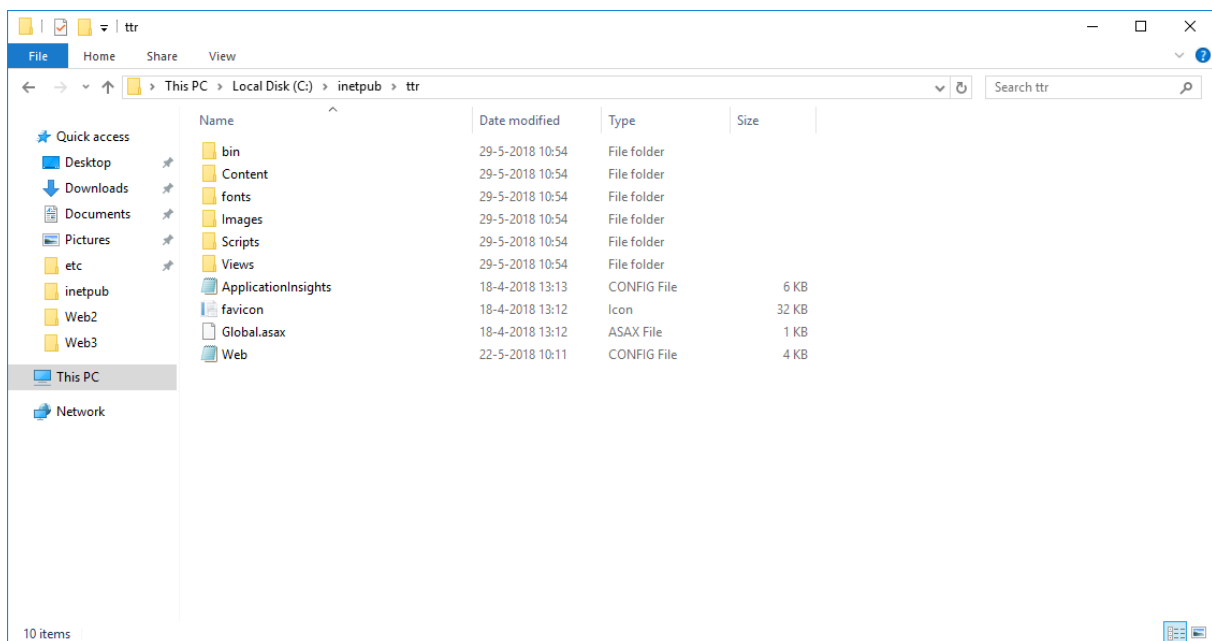 ttr
File Home Share View
This PC > Local Disk (C:) > inetpub > ttr
Search ttr
Name Date modified Type Size
Quick access
Desktop
Downloads
Documents
Pictures
etc
inetpub
Web2
Web3
This PC
Network
bin 29-5-2018 10:54 File folder
Content 29-5-2018 10:54 File folder
fonts 29-5-2018 10:54 File folder
Images 29-5-2018 10:54 File folder
Scripts 29-5-2018 10:54 File folder
Views 29-5-2018 10:54 File folder
ApplicationInsights 18-4-2018 13:13 CONFIG File 6 KB
favicon 18-4-2018 13:12 Icon 32 KB
Global.asax 18-4-2018 13:12 ASAX File 1 KB
Web 22-5-2018 10:11 CONFIG File 4 KB
10 items